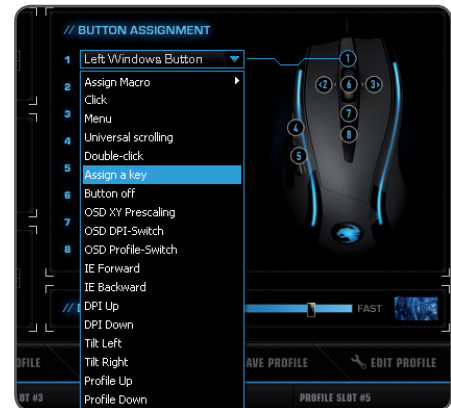 // BUTTON ASSIGNMENT
1 Left Windows Button
2 Assign Macro
Click
3 Menu
4 Universal scrolling
Double-click
5 Assign a key
6 Button off
OSD XY Prescaling
7 OSD DPI-Switch
8 OSD Profile-Switch
IE Forward
IE Backward
DPI Up
DPI Down
Tilt Left
Tilt Right
Profile Up
Profile Down
1
<2 6 3>
7
4 8
5
// FAST
OFILE AVE PROFILE EDIT PROFILE
OT #3 PROFILE SLOT #5